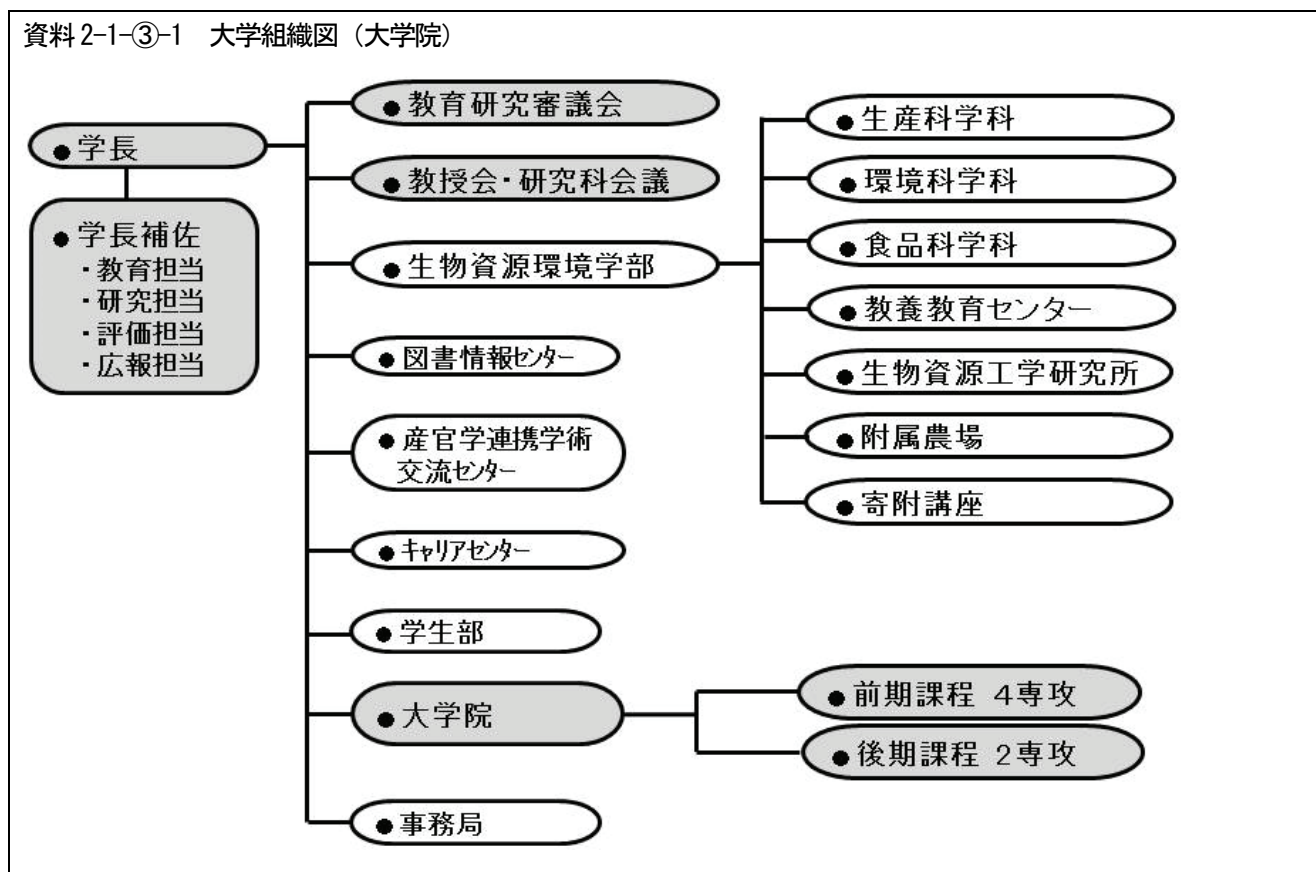 資料2-1-③-1 大学組織図(大学院)
●学長
●学長補佐
・教育担当
・研究担当
・評価担当
・広報担当
●教育研究審議会
●教授会・研究科会議
●生物資源環境学部
●図書情報センター
●産官学連携学術
交流センター
●キャリアセンター
●学生部
●大学院
●事務局
●生産科学科
●環境科学科
●食品科学科
●教養教育センター
●生物資源工学研究所
●附属農場
●寄附講座
●前期課程 4専攻
●後期課程 2専攻